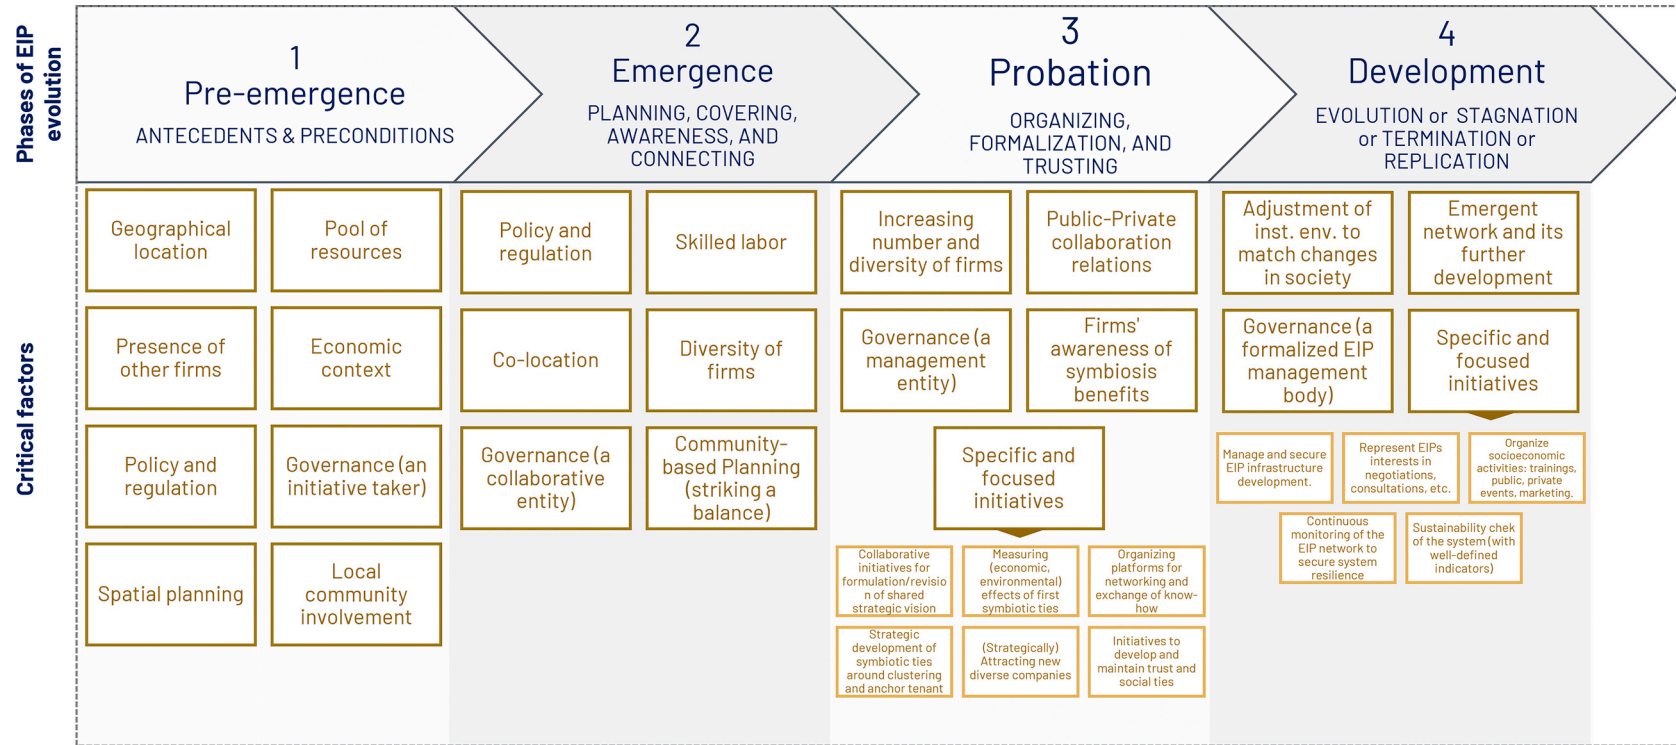 Phases of EIP
evolution
1
Pre-emergence
ANTECEDENTS & PRECONDITIONS
2
Emergence
PLANNING, COVERING,
AWARENESS, AND
CONNECTING
3
Probation
ORGANIZING,
FORMALIZATION, AND
TRUSTING
4
Development
EVOLUTION or STAGNATION
or TERMINATION or
REPLICATION
Critical factors
Geographical
location
Pool of
resources
Presence of
other firms
Economic
context
Policy and
regulation
Governance (an
initiative taker)
Spatial planning
Local
community
involvement
Policy and
regulation
Skilled labor
Co-location
Diversity of
firms
Governance (a
collaborative
entity)
Community-
based Planning
(striking a
balance)
Increasing
number and
diversity of firms
Public-Private
collaboration
relations
Governance (a
management
entity)
Firms'
awareness of
symbiosis
benefits
Specific and
focused
initiatives
Collaborative
initiatives for
formulation/revisio
n of shared
strategic vision
Measuring
(economic,
environmental)
effects of first
symbiotic ties
Organizing
platforms for
networking and
exchange of know-
how
Strategic
development of
symbiotic ties
around clustering
and anchor tenant
(Strategically)
Attracting new
diverse companies
Initiatives to
develop and
maintain trust and
social ties
Adjustment of
inst. env. to
match changes
in society
Emergent
network and its
further
development
Governance (a
formalized EIP
management
body)
Specific and
focused
initiatives
Manage and secure
EIP infrastructure
development.
Represent EIPs
interests in
negotiations,
consultations, etc.
Organize
socioeconomic
activities: trainings,
public, private
events, marketing.
Continuous
monitoring of the
EIP network to
secure system
resilience
Sustainability chek
of the system (with
well-defined
indicators)